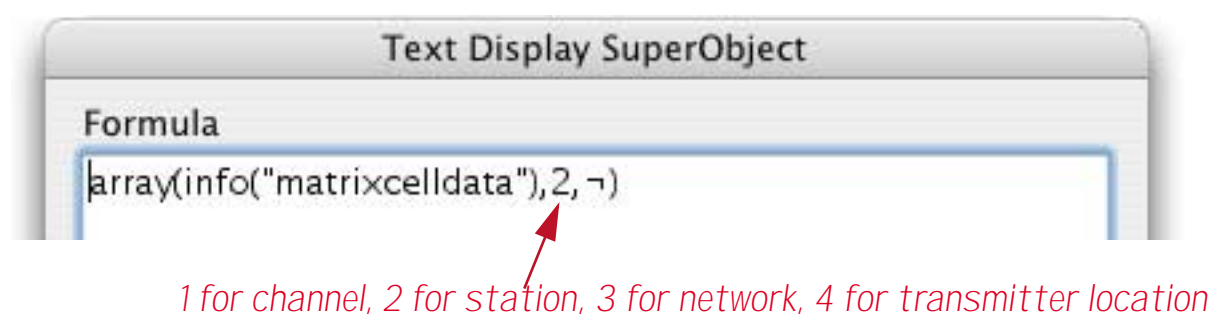 Text Display SuperObject
Formula
array(info("matrixcelldata"),2,¬)
1 for channel, 2 for station, 3 for network, 4 for transmitter location